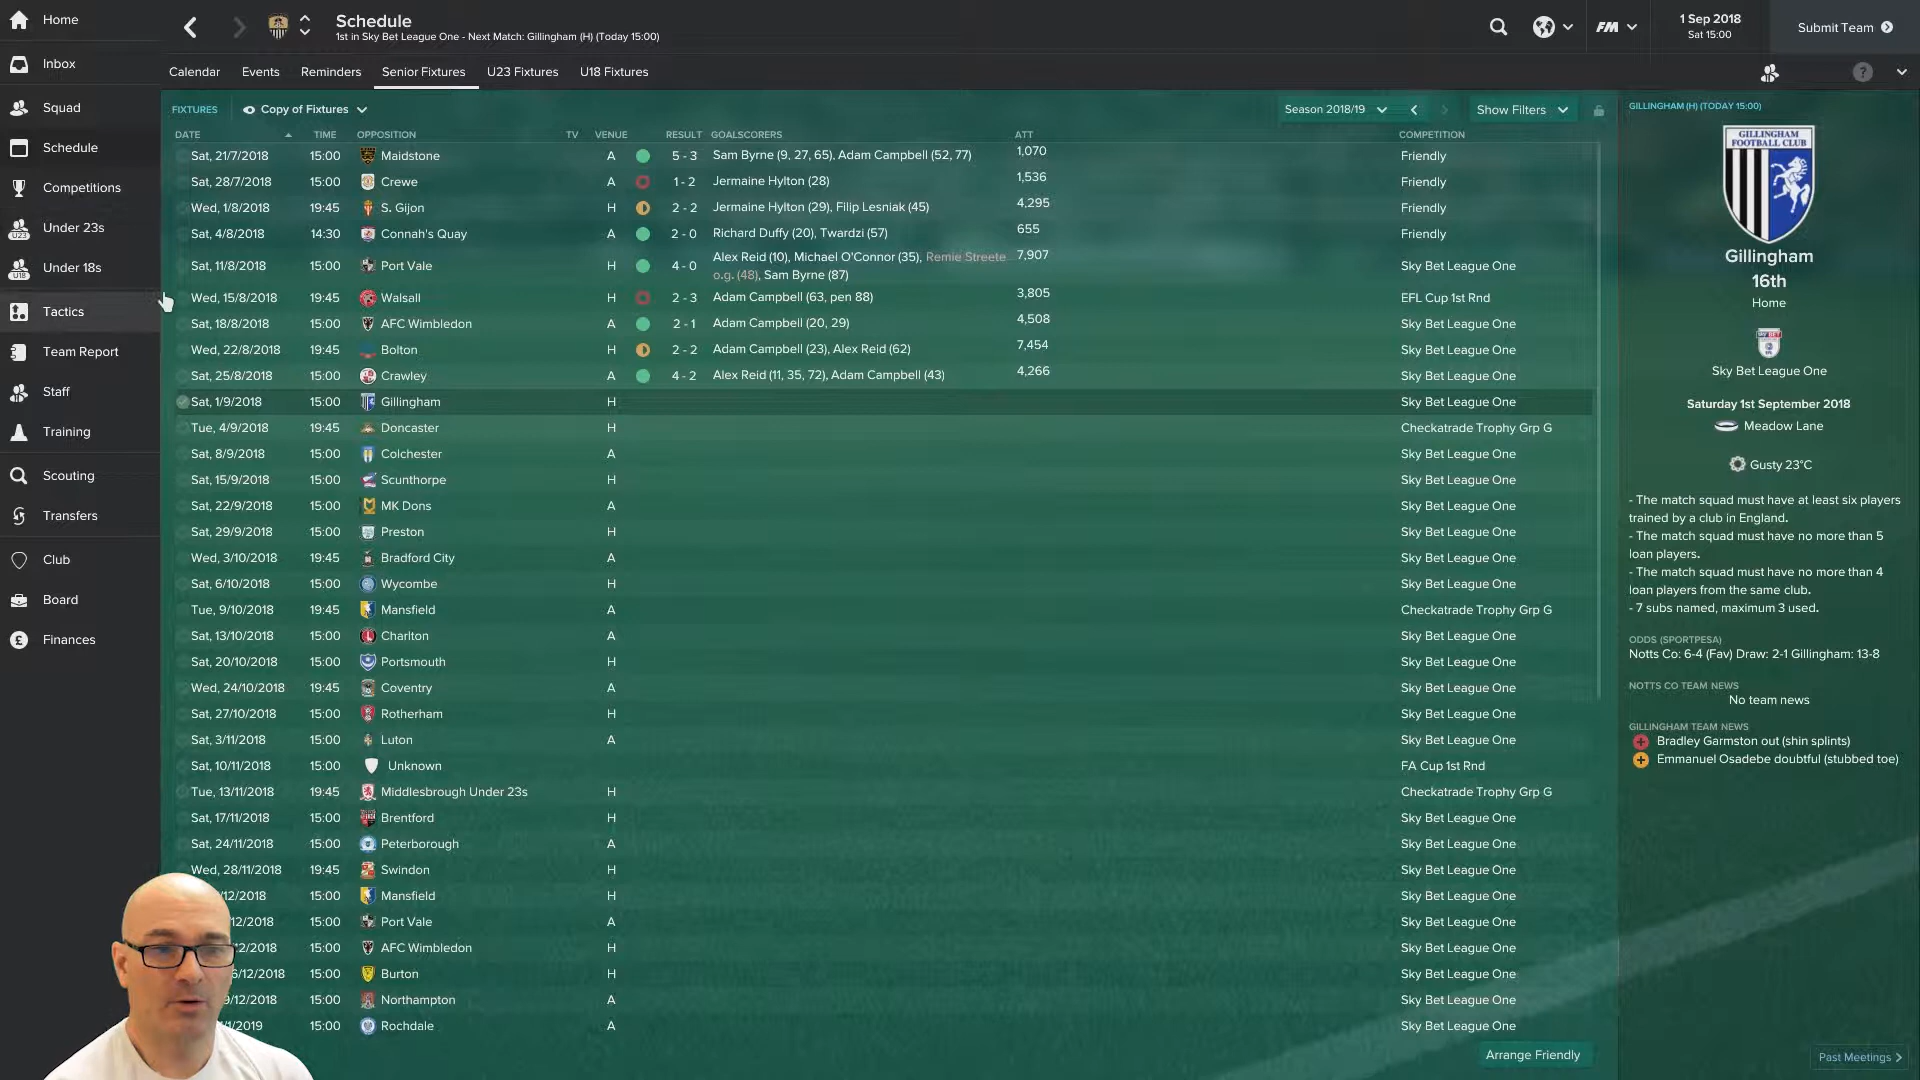 Home
Inbox
Squad
Schedule
Competitions
Under 23s
Under 18s
Tactics
Team Report
Staff
Training
Scouting
Transfers
Club
Board
Finances
Schedule
1st in Sky Bet League One - Next Match: Gillingham (H) (Today 15:00)
FM
1 Sep 2018
Sat 15:00
Submit Team
Calendar Events Reminders Senior Fixtures U23 Fixtures U18 Fixtures
FIXTURES Copy of Fixtures Season 2018/19 Show Filters
DATE TIME OPPOSITION TV VENUE RESULT GOALSCORERS ATT COMPETITION
Sat, 21/7/2018 15:00 Maidstone A 5 - 3 Sam Byrne (9, 27, 65), Adam Campbell (52, 77) 1,070 Friendly
Sat, 28/7/2018 15:00 Crewe A 1 - 2 Jermaine Hylton (28) 1,536 Friendly
Wed, 1/8/2018 19:45 S. Gijon H 2 - 2 Jermaine Hylton (29), Filip Lesniak (45) 4,295 Friendly
Sat, 4/8/2018 14:30 Connah's Quay A 2 - 0 Richard Duffy (20), Twardzi (57) 655 Friendly
Sat, 11/8/2018 15:00 Port Vale H 4 - 0 Alex Reid (10), Michael O'Connor (35), Remie Streete 7,907 Sky Bet League One
o.g. (48), Sam Byrne (87)
Wed, 15/8/2018 19:45 Walsall H 2 - 3 Adam Campbell (63, pen 88) 3,805 EFL Cup 1st Rnd
Sat, 18/8/2018 15:00 AFC Wimbledon A 2 - 1 Adam Campbell (20, 29) 4,508 Sky Bet League One
Wed, 22/8/2018 19:45 Bolton H 2 - 2 Adam Campbell (23), Alex Reid (62) 7,454 Sky Bet League One
Sat, 25/8/2018 15:00 Crawley A 4 - 2 Alex Reid (11, 35, 72), Adam Campbell (43) 4,266 Sky Bet League One
Sat, 1/9/2018 15:00 Gillingham H Sky Bet League One
Tue, 4/9/2018 19:45 Doncaster H Checkatrade Trophy Grp G
Sat, 8/9/2018 15:00 Colchester A Sky Bet League One
Sat, 15/9/2018 15:00 Scunthorpe H Sky Bet League One
Sat, 22/9/2018 15:00 MK Dons A Sky Bet League One
Sat, 29/9/2018 15:00 Preston H Sky Bet League One
Wed, 3/10/2018 19:45 Bradford City A Sky Bet League One
Sat, 6/10/2018 15:00 Wycombe H Sky Bet League One
Tue, 9/10/2018 19:45 Mansfield A Checkatrade Trophy Grp G
Sat, 13/10/2018 15:00 Charlton A Sky Bet League One
Sat, 20/10/2018 15:00 Portsmouth H Sky Bet League One
Wed, 24/10/2018 19:45 Coventry A Sky Bet League One
Sat, 27/10/2018 15:00 Rotherham H Sky Bet League One
Sat, 3/11/2018 15:00 Luton A Sky Bet League One
Sat, 10/11/2018 15:00 Unknown FA Cup 1st Rnd
Tue, 13/11/2018 19:45 Middlesbrough Under 23s H Checkatrade Trophy Grp G
Sat, 17/11/2018 15:00 Brentford H Sky Bet League One
Sat, 24/11/2018 15:00 Peterborough A Sky Bet League One
Wed, 28/11/2018 19:45 Swindon H Sky Bet League One
/12/2018 15:00 Mansfield H Sky Bet League One
12/2018 15:00 Port Vale A Sky Bet League One
/12/2018 15:00 AFC Wimbledon H Sky Bet League One
6/12/2018 15:00 Burton H Sky Bet League One
9/12/2018 15:00 Northampton A Sky Bet League One
/1/2019 15:00 Rochdale A Sky Bet League One
Arrange Friendly
GILLINGHAM (H) (TODAY 15:00)
GILLINGHAM
FOOTBALL CLUB
Gillingham
16th
Home
SKY BET
EFL
Sky Bet League One
Saturday 1st September 2018
Meadow Lane
Gusty 23°C
- The match squad must have at least six players
trained by a club in England.
- The match squad must have no more than 5
loan players.
- The match squad must have no more than 4
loan players from the same club.
- 7 subs named, maximum 3 used.
ODDS (SPORTPESA)
Notts Co: 6-4 (Fav) Draw: 2-1 Gillingham: 13-8
NOTTS CO TEAM NEWS
No team news
GILLINGHAM TEAM NEWS
Bradley Garmston out (shin splints)
Emmanuel Osadebe doubtful (stubbed toe)
Past Meetings